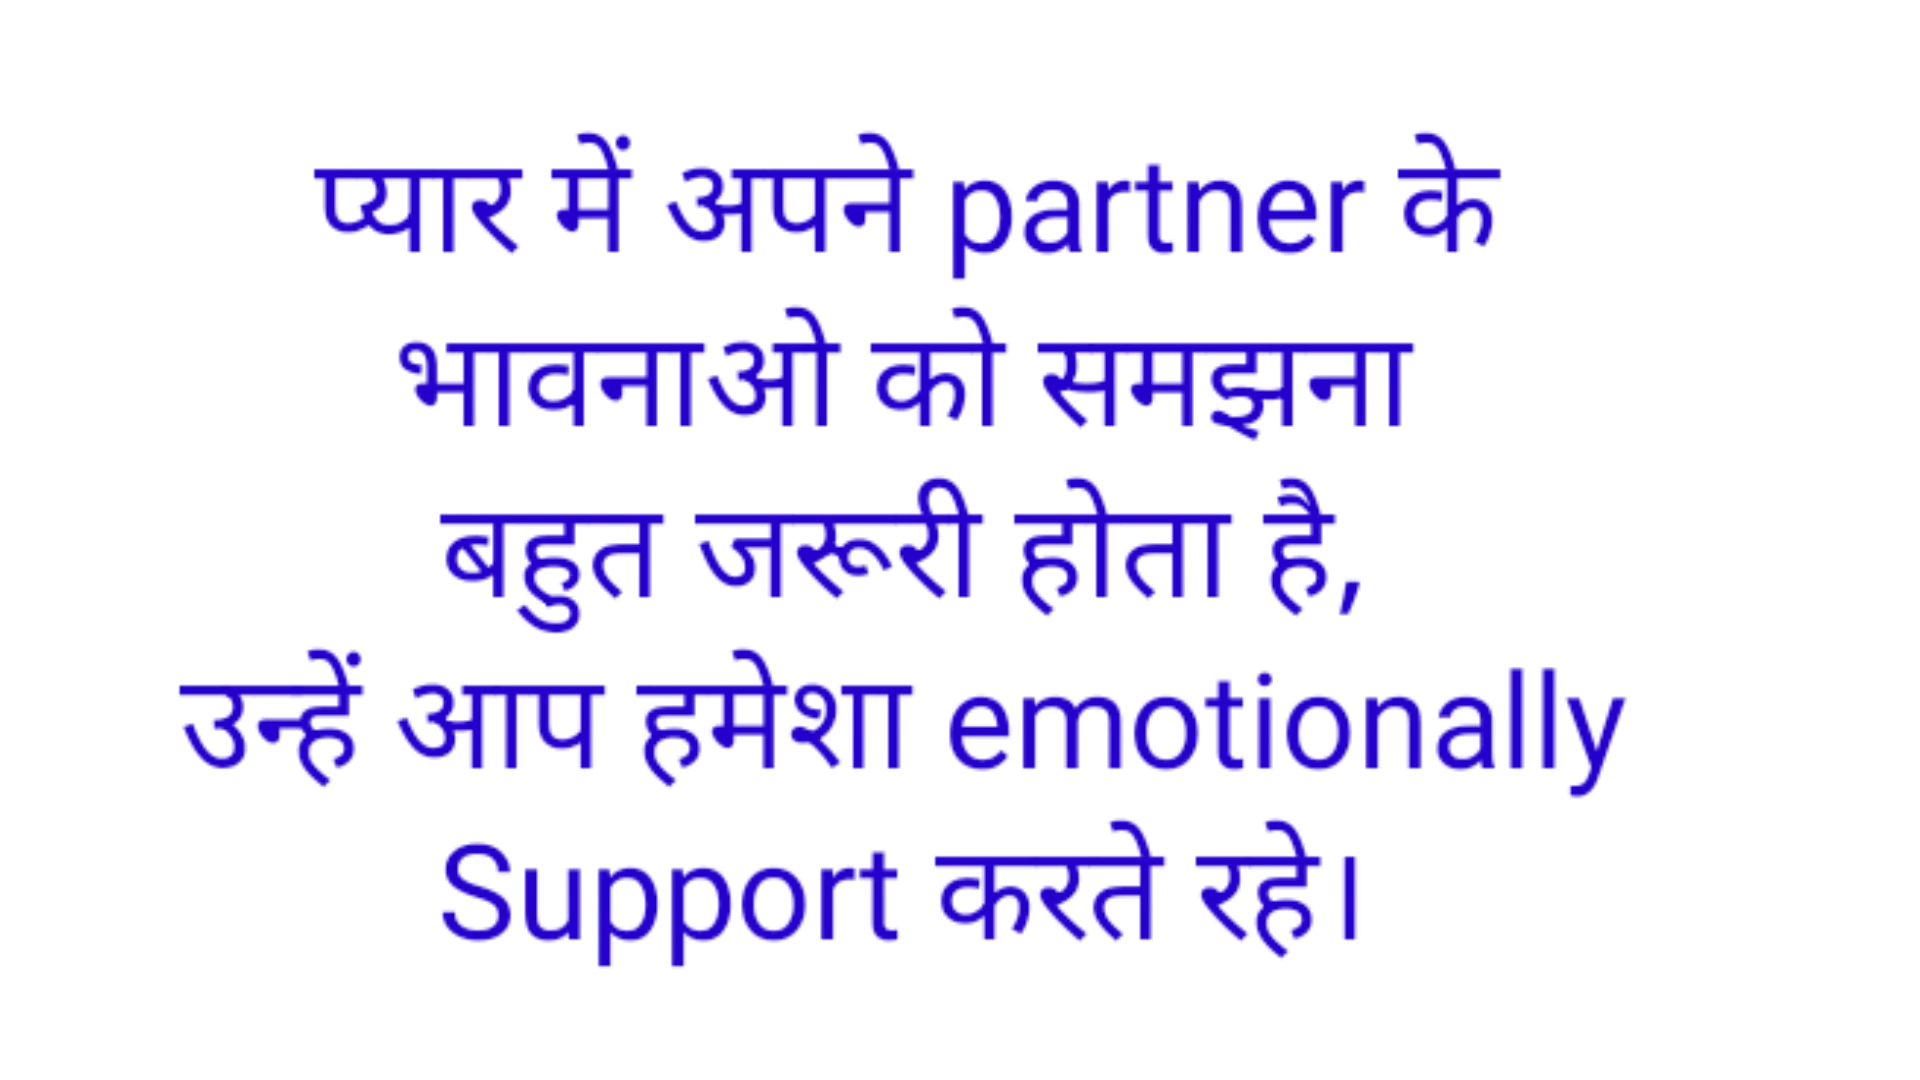 प्यार में अपने partner के
भावनाओ को समझना
बहुत जरूरी होता है,
उन्हें आप हमेशा emotionally
Support करते रहे।